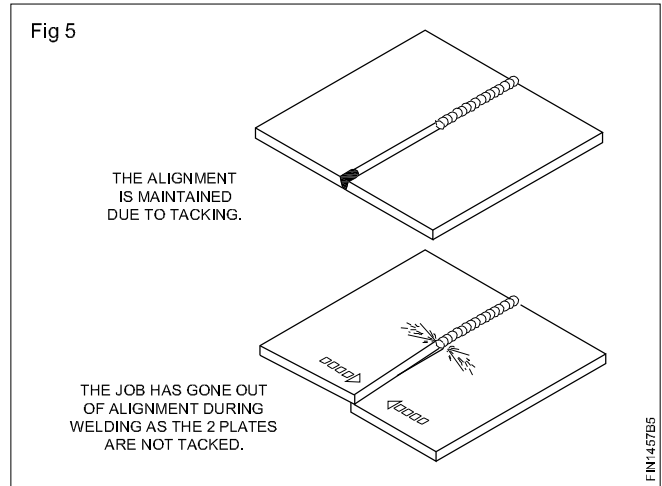 Fig 5
THE ALIGNMENT
IS MAINTAINED
DUE TO TACKING.
THE JOB HAS GONE OUT
OF ALIGNMENT DURING
WELDING AS THE 2 PLATES
ARE NOT TACKED.
FIN1457B5